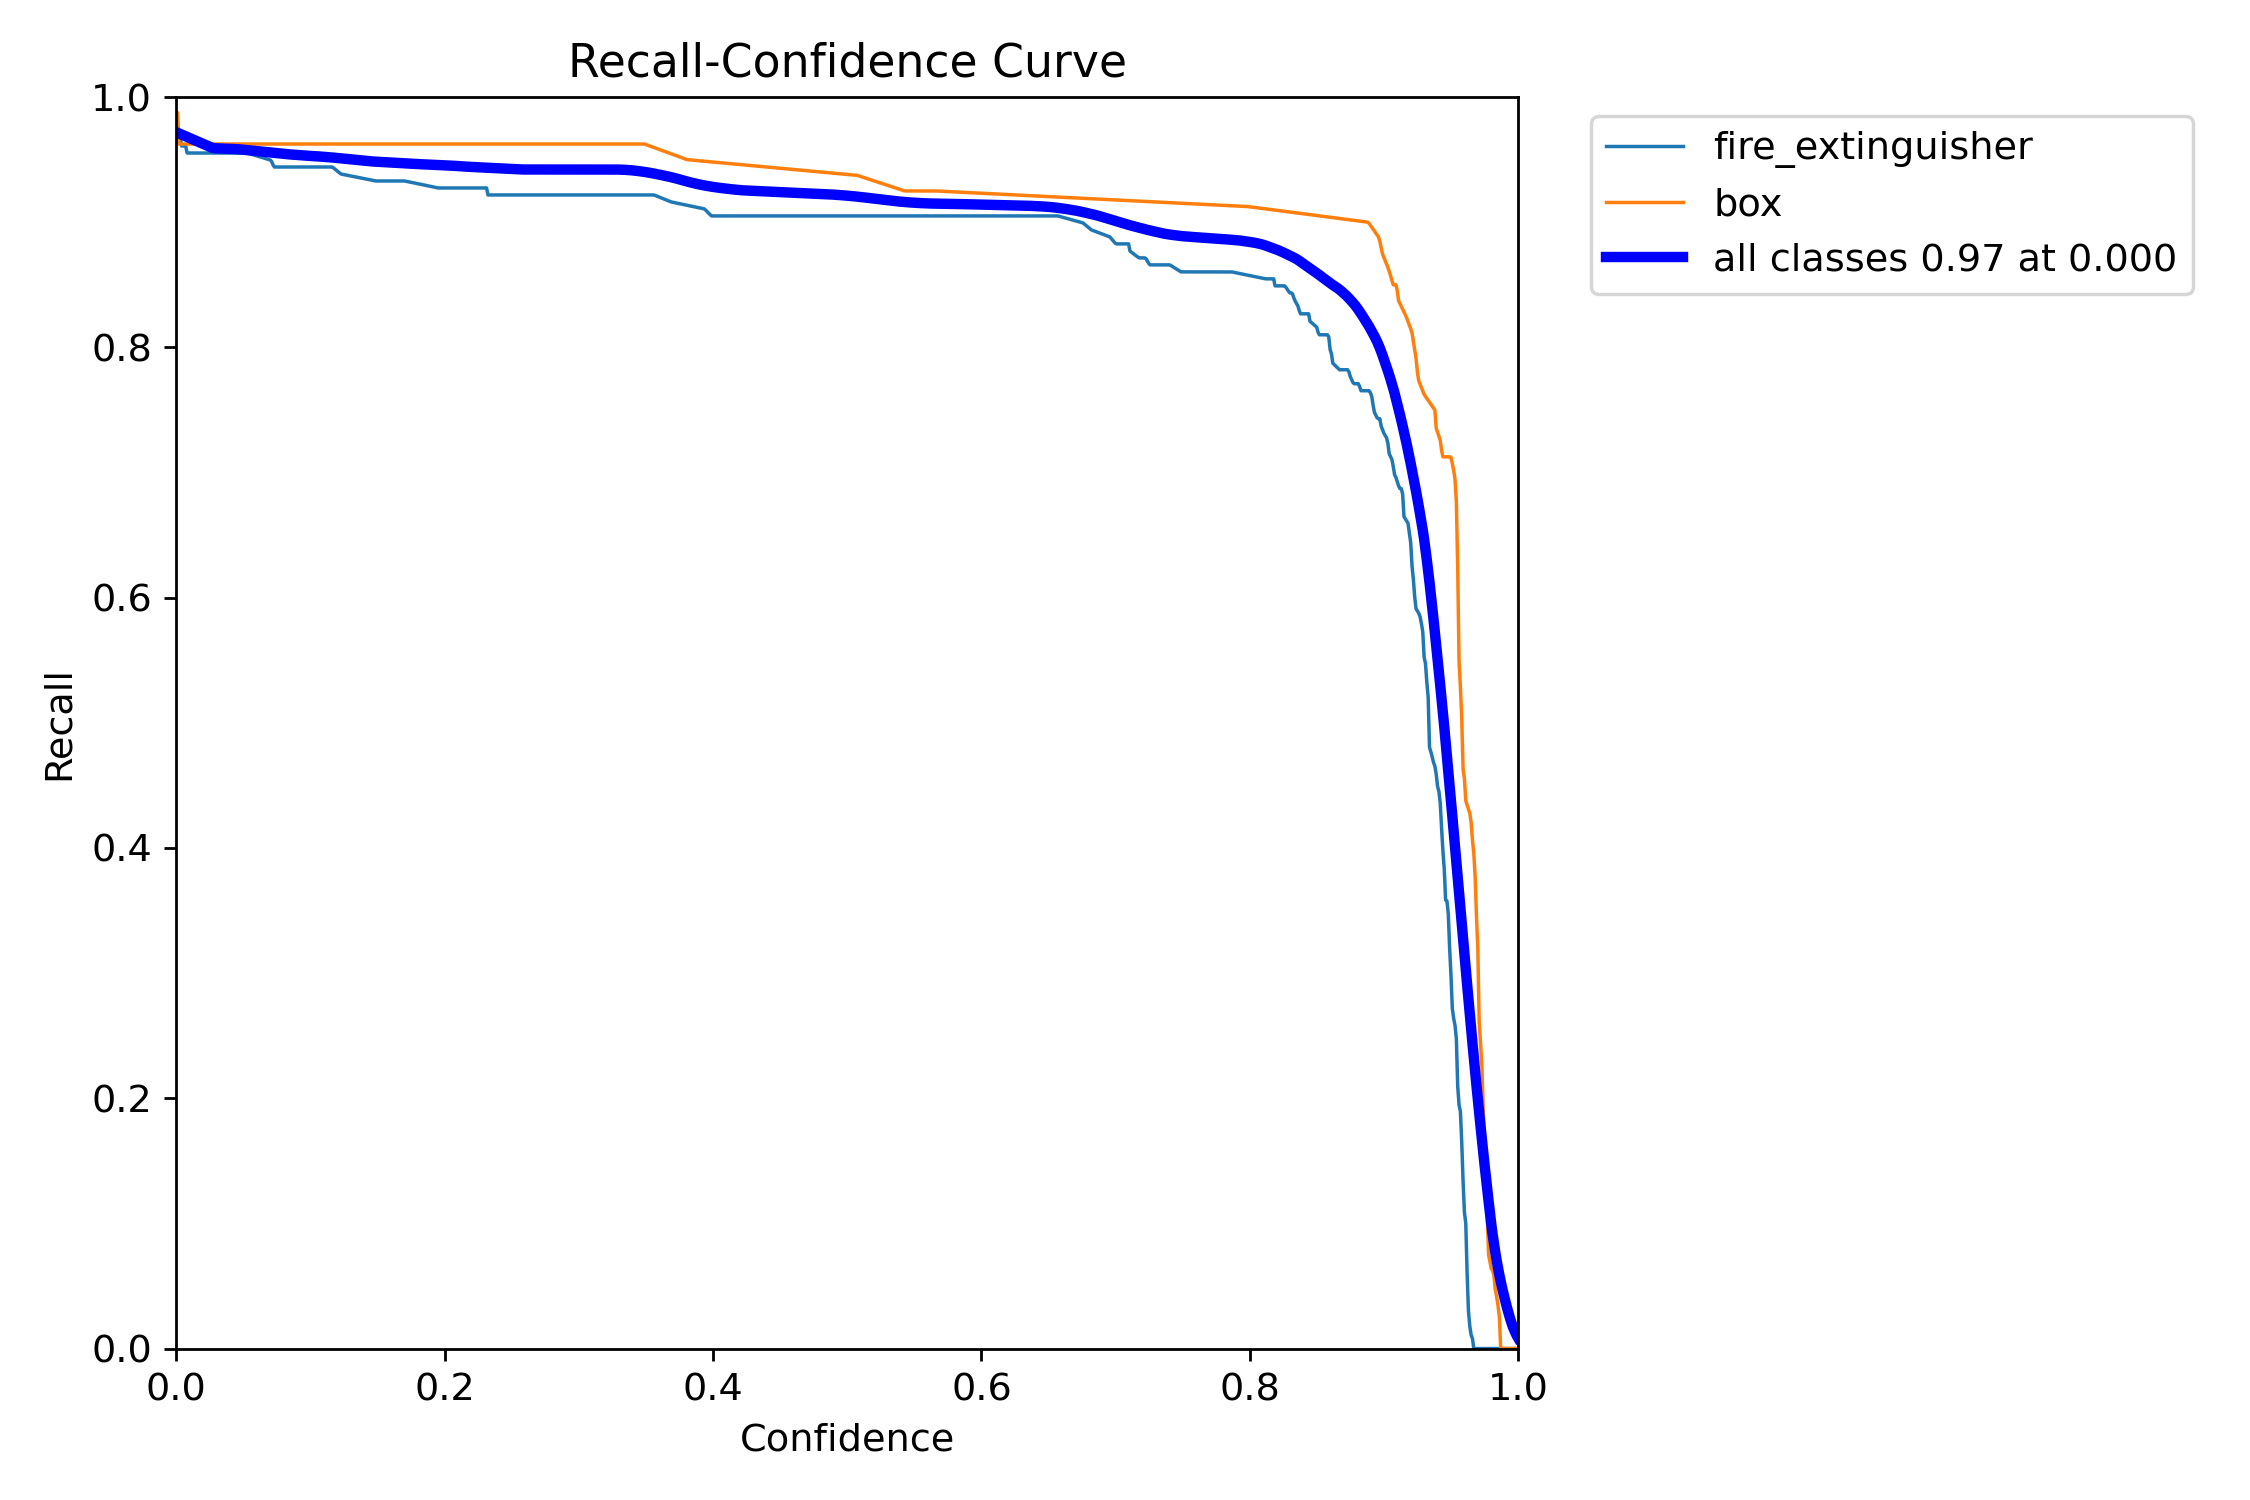 Recall-Confidence Curve
1.0
0.8
0.6
0.4
0.2
0.0
Recall
0.0 0.2 0.4 0.6 0.8 1.0
Confidence
fire_extinguisher
box
all classes 0.97 at 0.000